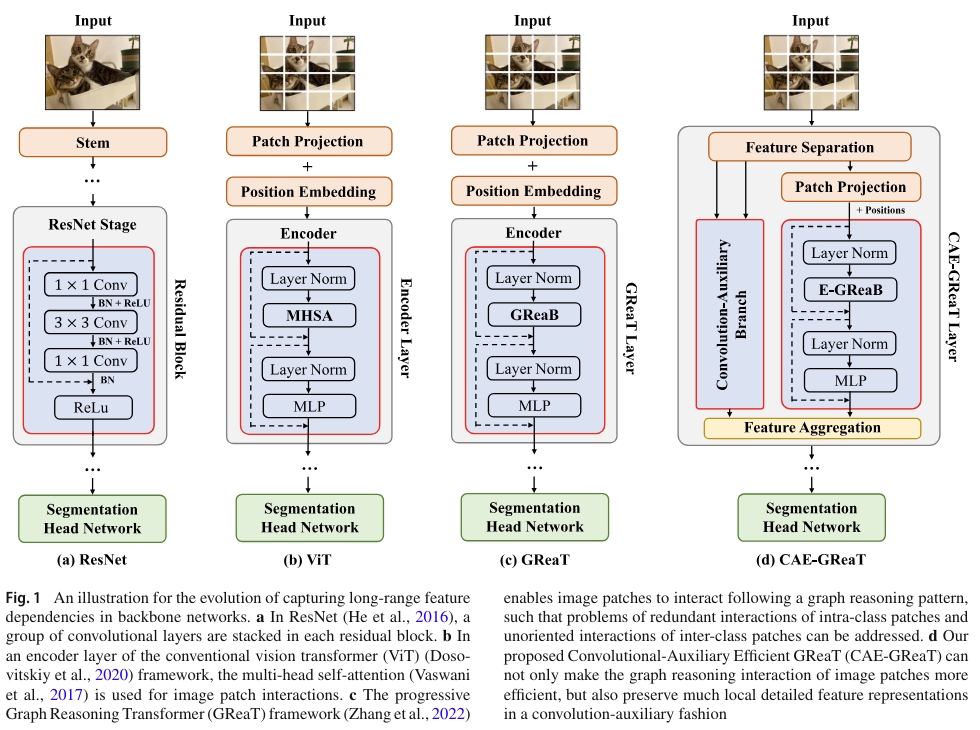 Input
Stem
...
ResNet Stage
1 × 1 Conv
BN + ReLU
3 × 3 Conv
BN + ReLU
1 × 1 Conv
BN
ReLu
Residual Block
...
Segmentation
Head Network
(a) ResNet
Input
Patch Projection
+
Position Embedding
Encoder
Layer Norm
MHSA
Layer Norm
MLP
Encoder Layer
...
Segmentation
Head Network
(b) ViT
Input
Patch Projection
+
Position Embedding
Encoder
Layer Norm
GReaB
Layer Norm
MLP
GReaT Layer
...
Segmentation
Head Network
(c) GReaT
Input
Feature Separation
Patch Projection
+ Positions
Convolution-Auxiliary
Branch
Layer Norm
E-GReaB
Layer Norm
MLP
Feature Aggregation
CAE-GReaT Layer
...
Segmentation
Head Network
(d) CAE-GReaT
Fig. 1 An illustration for the evolution of capturing long-range feature
dependencies in backbone networks. a In ResNet (He et al., 2016), a
group of convolutional layers are stacked in each residual block. b In
an encoder layer of the conventional vision transformer (ViT) (Doso-
vitskiy et al., 2020) framework, the multi-head self-attention (Vaswani
et al., 2017) is used for image patch interactions. c The progressive
Graph Reasoning Transformer (GReaT) framework (Zhang et al., 2022)
enables image patches to interact following a graph reasoning pattern,
such that problems of redundant interactions of intra-class patches and
unoriented interactions of inter-class patches can be addressed. d Our
proposed Convolutional-Auxiliary Efficient GReaT (CAE-GReaT) can
not only make the graph reasoning interaction of image patches more
efficient, but also preserve much local detailed feature representations
in a convolution-auxiliary fashion